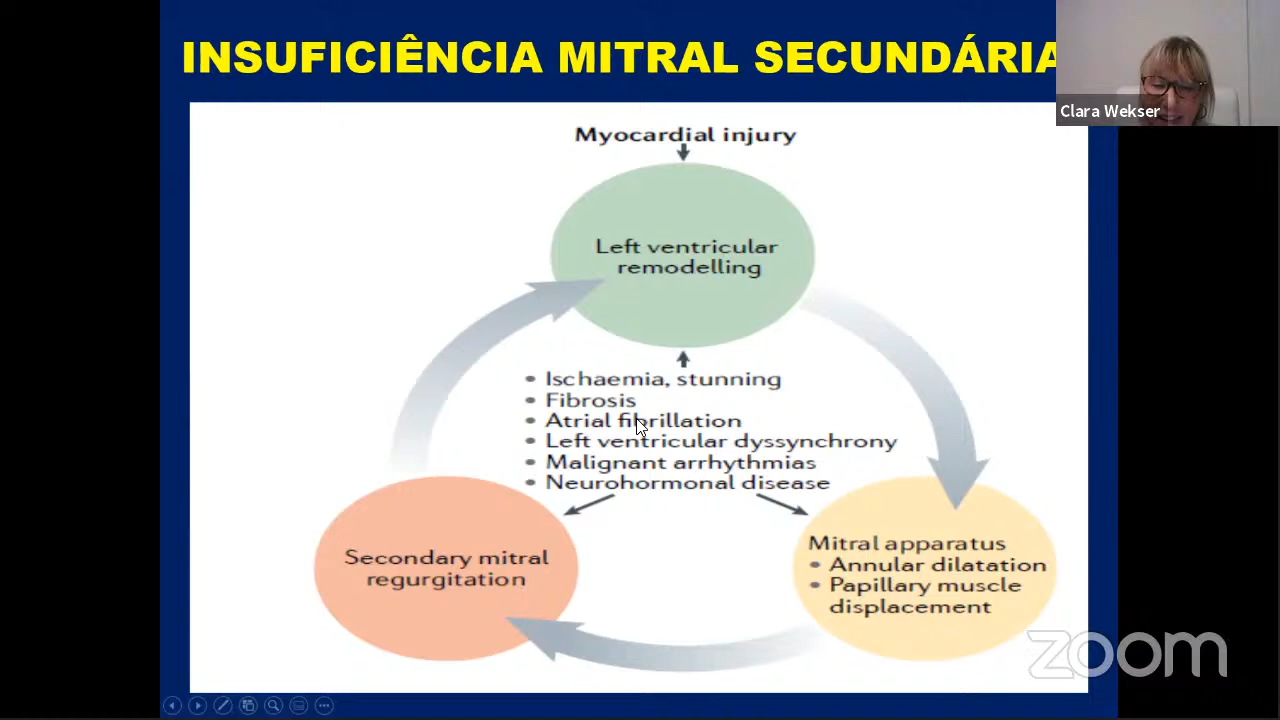 INSUFICIÊNCIA MITRAL SECUNDÁRIA
Clara Wekser
Myocardial injury
Left ventricular
remodelling
• Ischaemia, stunning
• Fibrosis
• Atrial fibrillation
• Left ventricular dyssynchrony
• Malignant arrhythmias
• Neurohormonal disease
Secondary mitral
regurgitation
Mitral apparatus
• Annular dilatation
• Papillary muscle
displacement
zoom